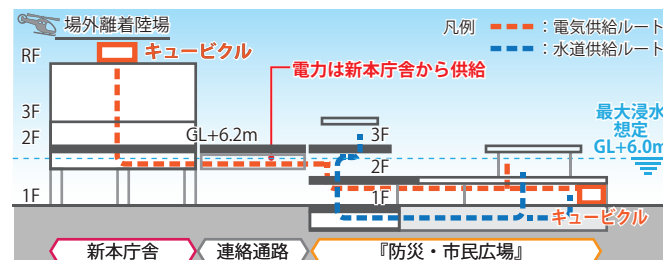 場外離着陸場
凡例
：電気供給ルート
：水道供給ルート
RF
キュービクル
電力は新本庁舎から供給
3F
2F
GL+6.2m
3F
最大浸水
想定
GL+6.0m
2F
1F
1F
キュービクル
新本庁舎
連絡通路
『防災・市民広場』